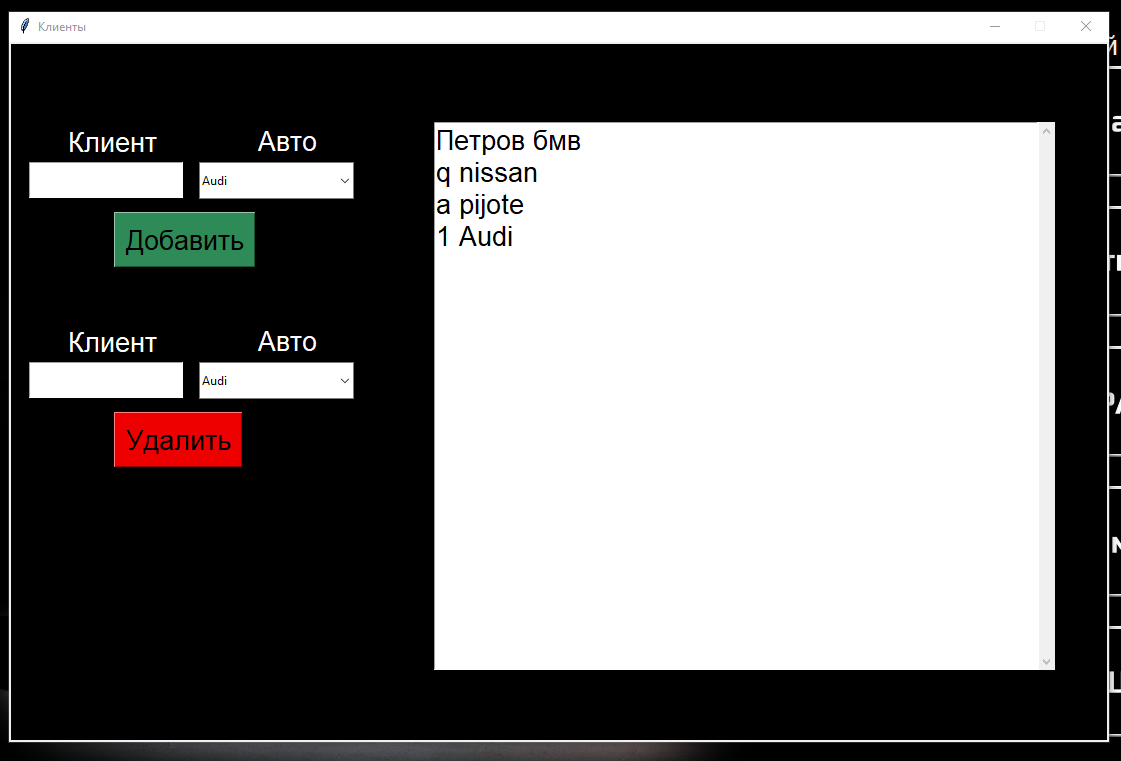 Клиенты
Клиент Авто
Audi
Добавить
Клиент Авто
Audi
Удалить
Петров бмв
q nissan
a pijote
1 Audi
й